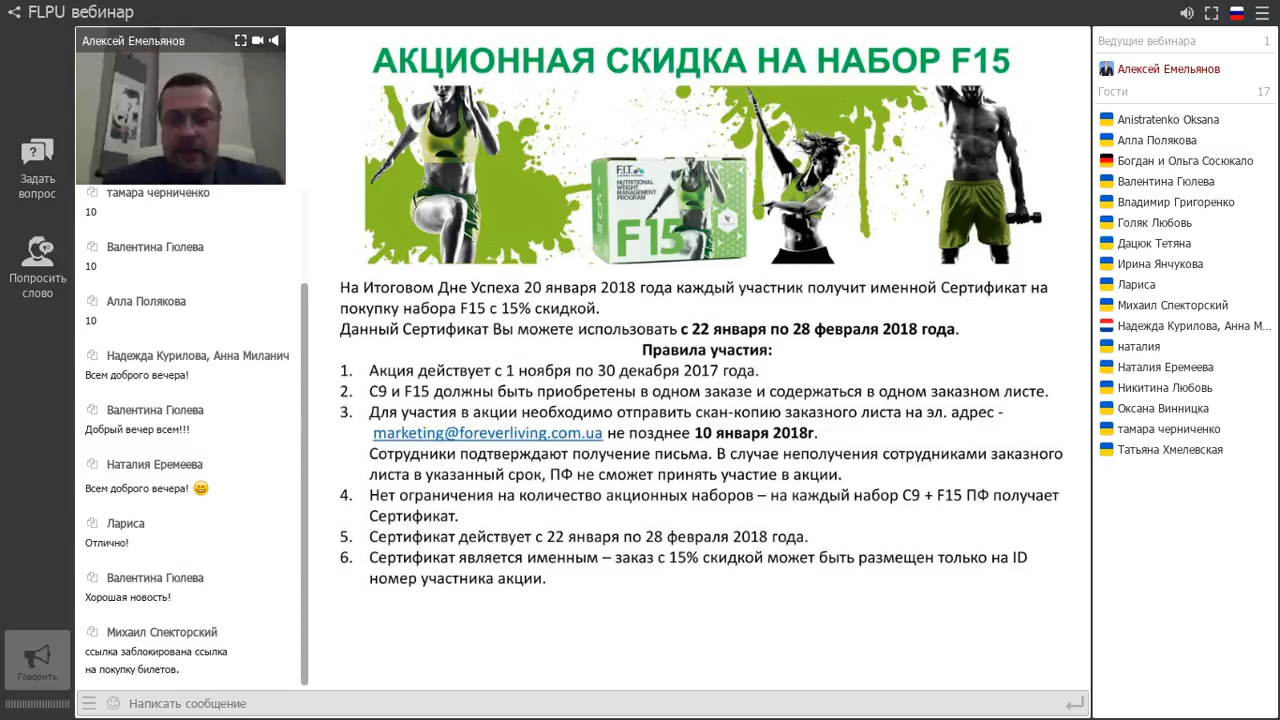 FLPU вебинар
Задать
вопрос
Попросить
слово
Говорить
Алексей Емельянов
тамара черниченко
10
Валентина Гюлева
10
Алла Полякова
10
Надежда Курилова, Анна Миланич
Всем доброго вечера!
Валентина Гюлева
Добрый вечер всем!!!
Наталия Еремеева
Всем доброго вечера!
Лариса
Отлично!
Валентина Гюлева
Хорошая новость!
Михаил Спекторский
ссылка заблокирована ссылка
на покупку билетов.
Написать сообщение
АКЦИОННАЯ СКИДКА НА НАБОР F15
F.I.T.
NUTRITIONAL
WEIGHT
MANAGEMENT
PROGRAM
F15
На Итоговом Дне Успеха 20 января 2018 года каждый участник получит именной Сертификат на
покупку набора F15 с 15% скидкой.
Данный Сертификат Вы можете использовать с 22 января по 28 февраля 2018 года.
Правила участия:
1. Акция действует с 1 ноября по 30 декабря 2017 года.
2. С9 и F15 должны быть приобретены в одном заказе и содержаться в одном заказном листе.
3. Для участия в акции необходимо отправить скан-копию заказного листа на эл. адрес -
marketing@foreverliving.com.ua не позднее 10 января 2018г.
Сотрудники подтверждают получение письма. В случае неполучения сотрудниками заказного
листа в указанный срок, ПФ не сможет принять участие в акции.
4. Нет ограничения на количество акционных наборов – на каждый набор С9 + F15 ПФ получает
Сертификат.
5. Сертификат действует с 22 января по 28 февраля 2018 года.
6. Сертификат является именным – заказ с 15% скидкой может быть размещен только на ID
номер участника акции.
Ведущие вебинара 1
Алексей Емельянов
Гости 17
Anistratenko Oksana
Алла Полякова
Богдан и Ольга Сосюкало
Валентина Гюлева
Владимир Григоренко
Голяк Любовь
Дацюк Тетяна
Ирина Янчукова
Лариса
Михаил Спекторский
Надежда Курилова, Анна М...
наталия
Наталия Еремеева
Никитина Любовь
Оксана Винницка
тамара черниченко
Татьяна Хмелевская